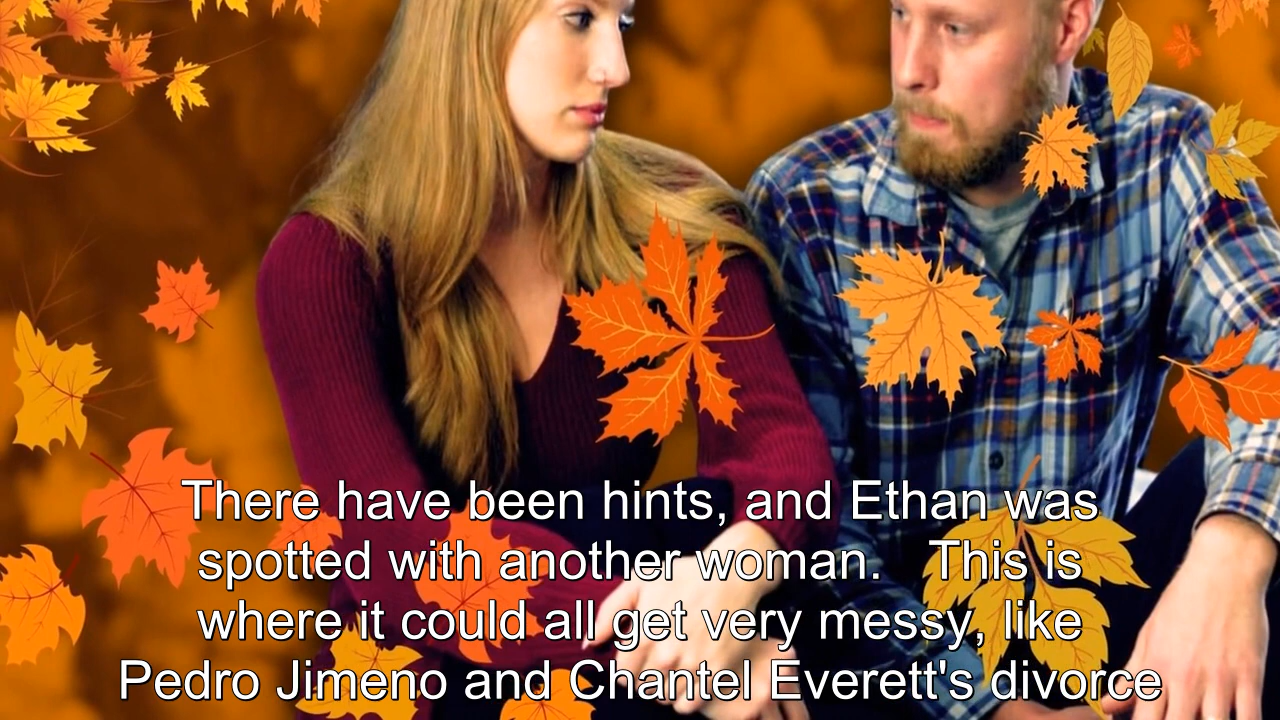 There have been hints, and Ethan was
spotted with another woman.   This is
where it could all get very messy, like
Pedro Jimeno and Chantel Everett's divorce